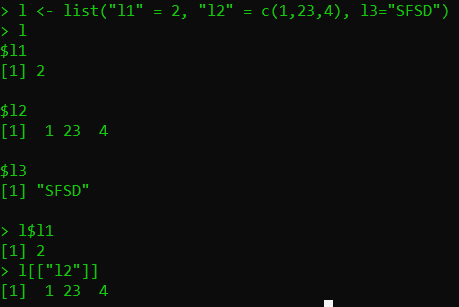 > l <- list("l1" = 2, "l2" = c(1,23,4), l3="SFSD")
> l
$l1
[1] 2
$l2
[1]  1 23  4
$l3
[1] "SFSD"
> l$l1
[1] 2
> l[["l2"]]
[1]  1 23  4